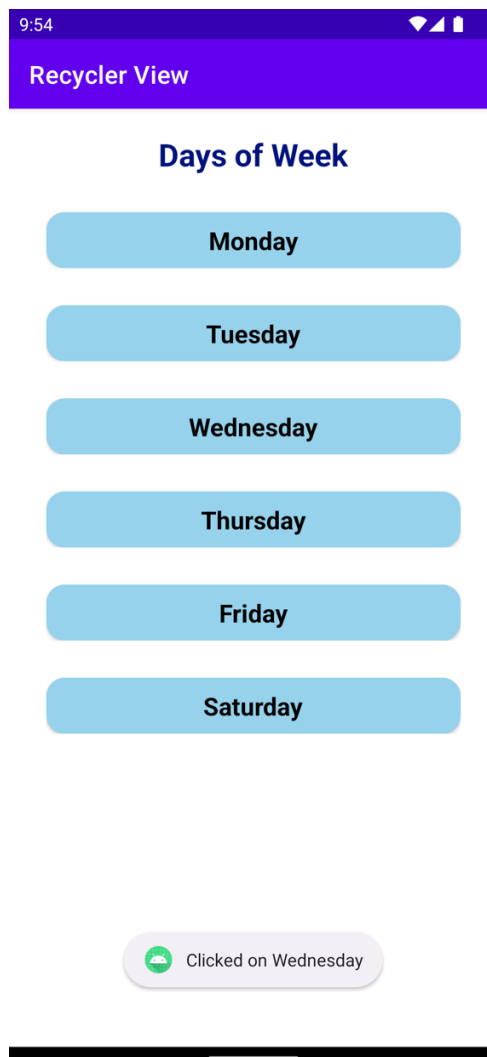 9:54
Recycler View
Days of Week
Monday
Tuesday
Wednesday
Thursday
Friday
Saturday
Clicked on Wednesday